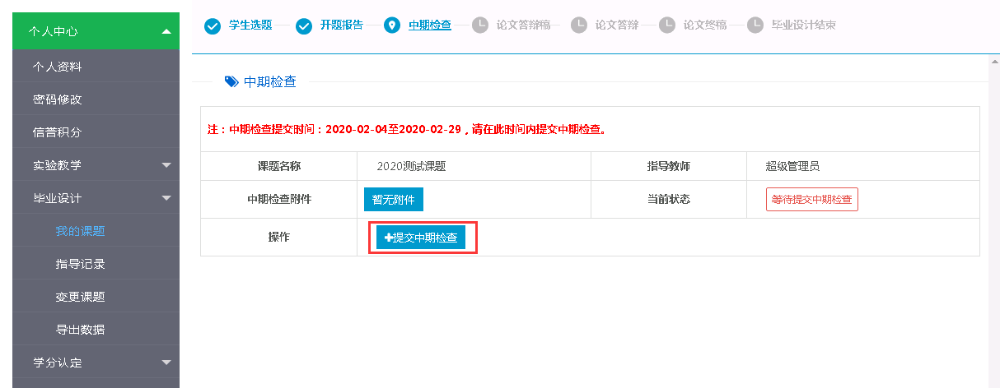 个人中心
个人资料
密码修改
信誉积分
实验教学
毕业设计
我的课题
指导记录
变更课题
导出数据
学分认定
学生选题 开题报告 中期检查 论文答辩稿 论文答辩 论文终稿 毕业设计结束
中期检查
注：中期检查提交时间：2020-02-04至2020-02-29，请在此时间内提交中期检查。
课题名称 2020测试课题 指导教师 超级管理员
中期检查附件 暂无附件 当前状态 等待提交中期检查
操作 提交中期检查